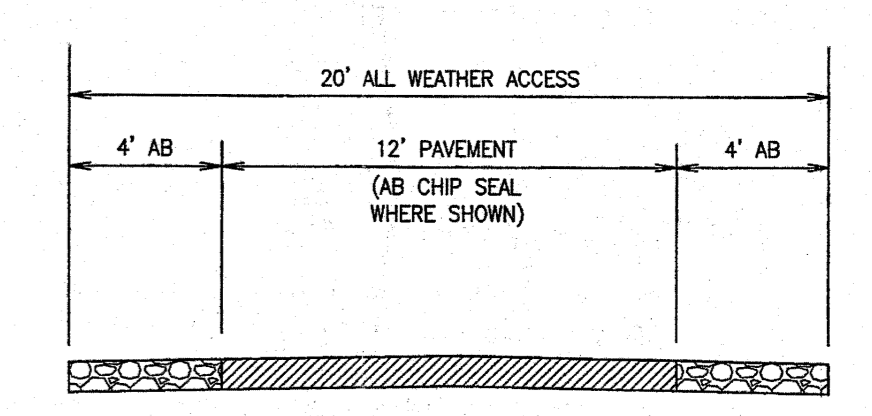 20' ALL WEATHER ACCESS
4' AB
12' PAVEMENT
4' AB
(AB CHIP SEAL
WHERE SHOWN)